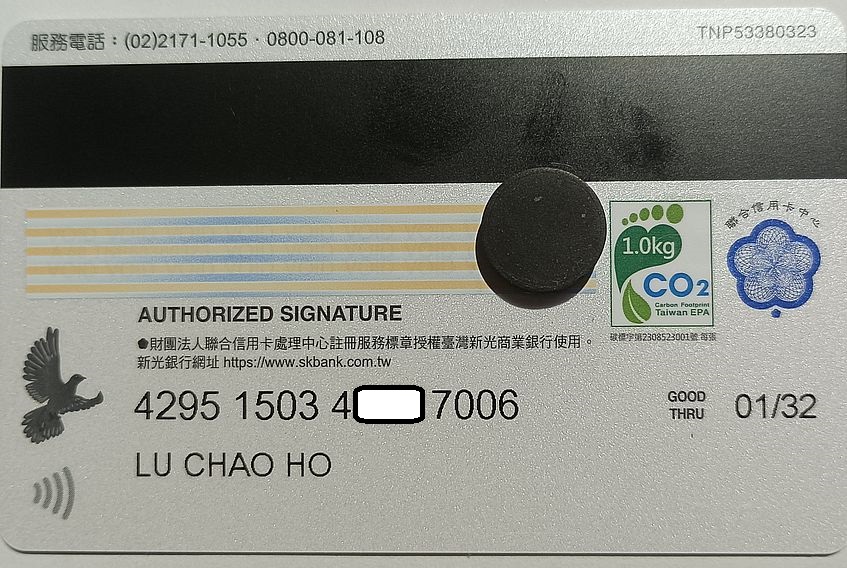 服務電話：(02)2171-1055 · 0800-081-108
TNP53380323
1.0kg
CO2
Carbon Footprint
Taiwan EPA
碳標字第2308523001號 每張
聯合信用卡中心
AUTHORIZED SIGNATURE
●財團法人聯合信用卡處理中心註冊服務標章授權臺灣新光商業銀行使用。
新光銀行網址 https://www.skbank.com.tw
4295 1503 4 7006
GOOD
THRU
01/32
LU CHAO HO